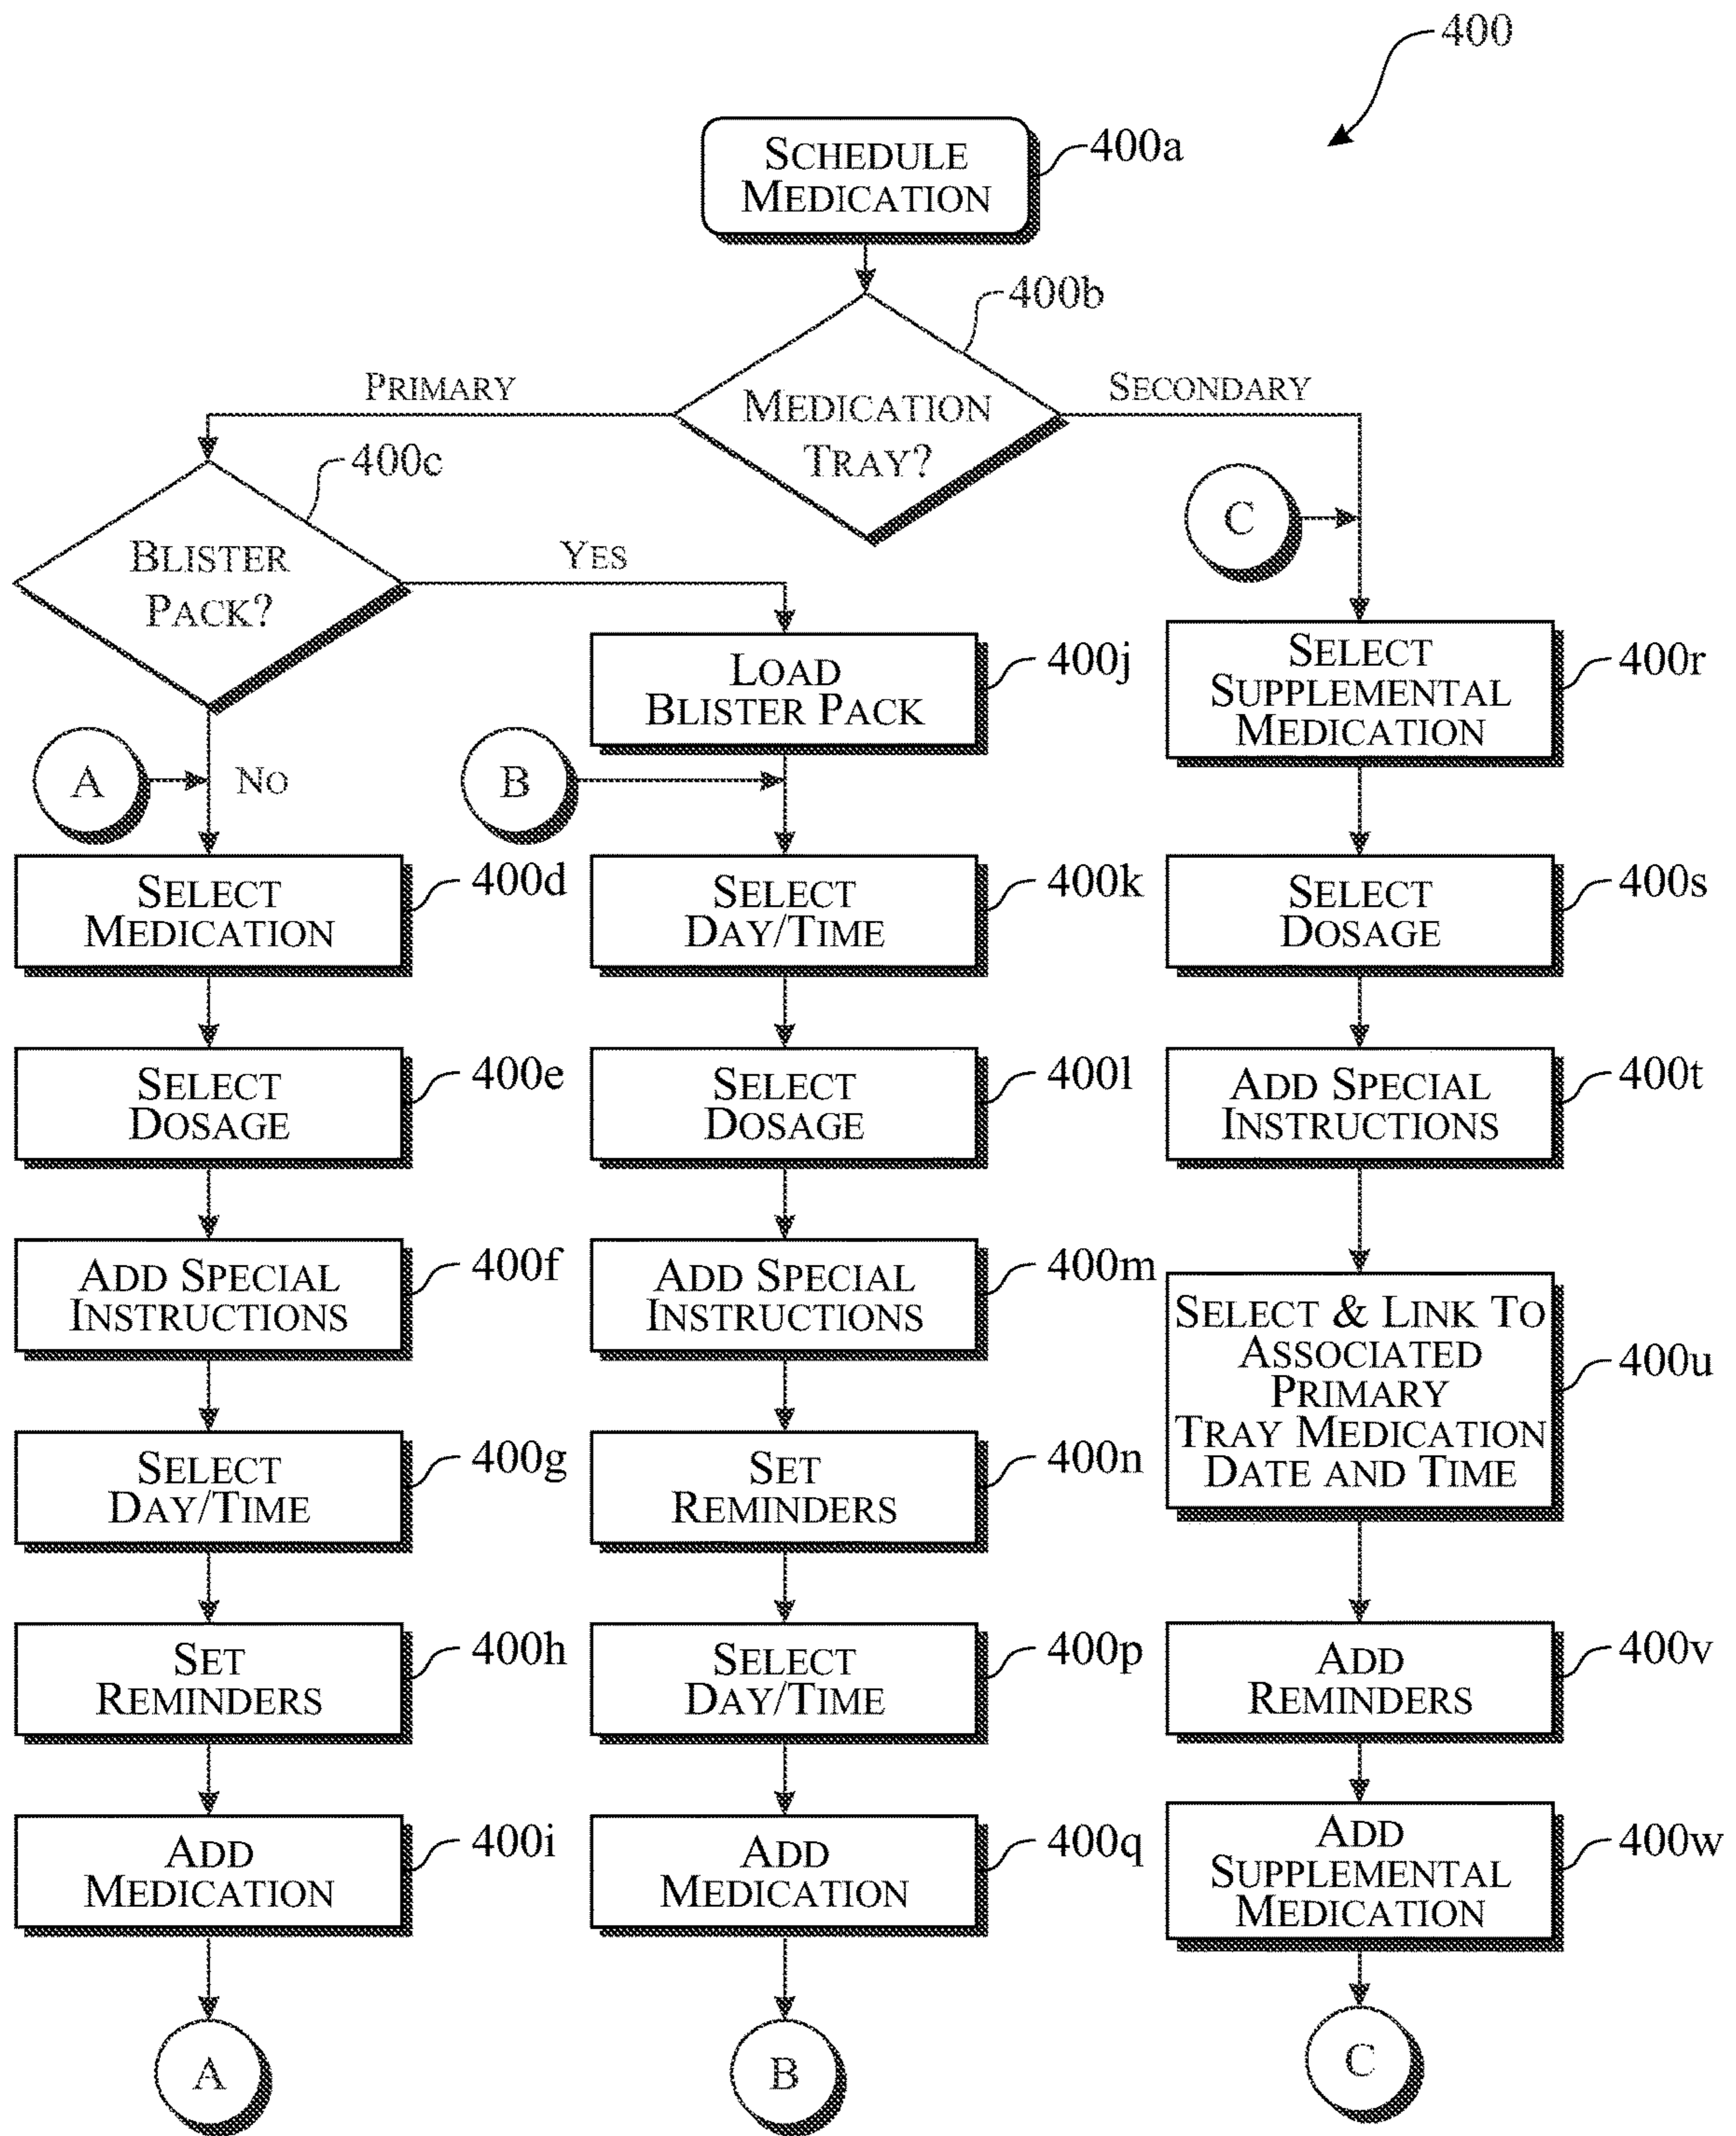 400
SCHEDULE
MEDICATION
400a
400b
PRIMARY
MEDICATION
TRAY?
SECONDARY
400c
BLISTER
PACK?
YES
C
LOAD
BLISTER PACK
400j
SELECT
SUPPLEMENTAL
MEDICATION
400r
A
NO
B
SELECT
MEDICATION
400d
SELECT
DAY/TIME
400k
SELECT
DOSAGE
400s
SELECT
DOSAGE
400e
SELECT
DOSAGE
400l
ADD SPECIAL
INSTRUCTIONS
400t
ADD SPECIAL
INSTRUCTIONS
400f
ADD SPECIAL
INSTRUCTIONS
400m
SELECT & LINK TO
ASSOCIATED
PRIMARY
TRAY MEDICATION
DATE AND TIME
400u
SELECT
DAY/TIME
400g
SET
REMINDERS
400n
SET
REMINDERS
400h
SELECT
DAY/TIME
400p
ADD
REMINDERS
400v
ADD
MEDICATION
400i
ADD
MEDICATION
400q
ADD
SUPPLEMENTAL
MEDICATION
400w
A
B
C